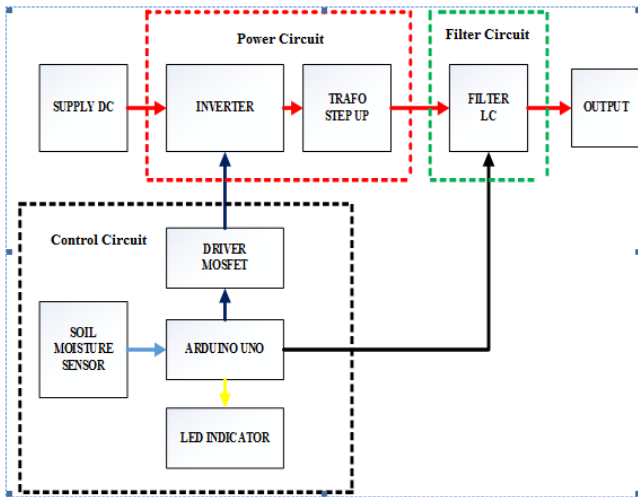 Power Circuit
Filter Circuit
SUPPLY DC
INVERTER
TRAFO
STEP UP
FILTER
LC
OUTPUT
Control Circuit
DRIVER
MOSFET
SOIL
MOISTURE
SENSOR
ARDUINO UNO
LED INDICATOR